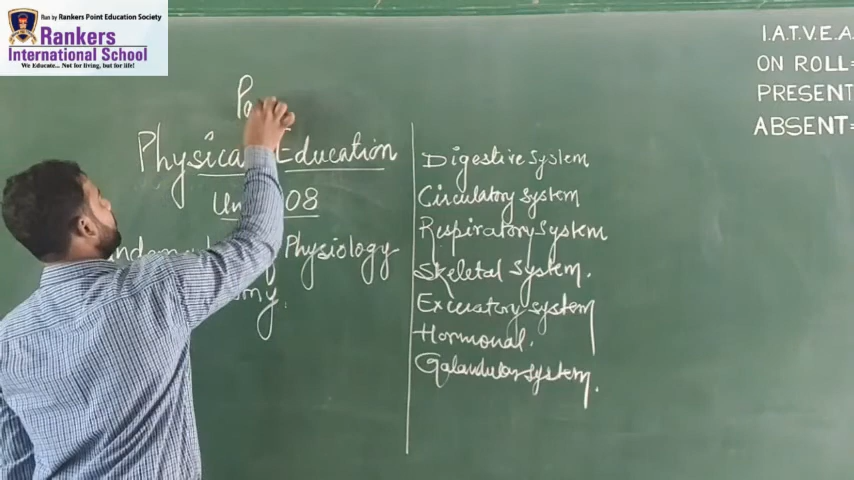 Run by Rankers Point Education Society
Rankers
International School
We Educate... Not for living, but for life!
Physical Education
08
Physiology
Digestive System
Circulatory System
Respiratory System
Skeletal System.
Excreatory System
Hormonal.
Galandular System.
I.A.T.V.E.A
ON ROLL=
PRESENT
ABSENT=